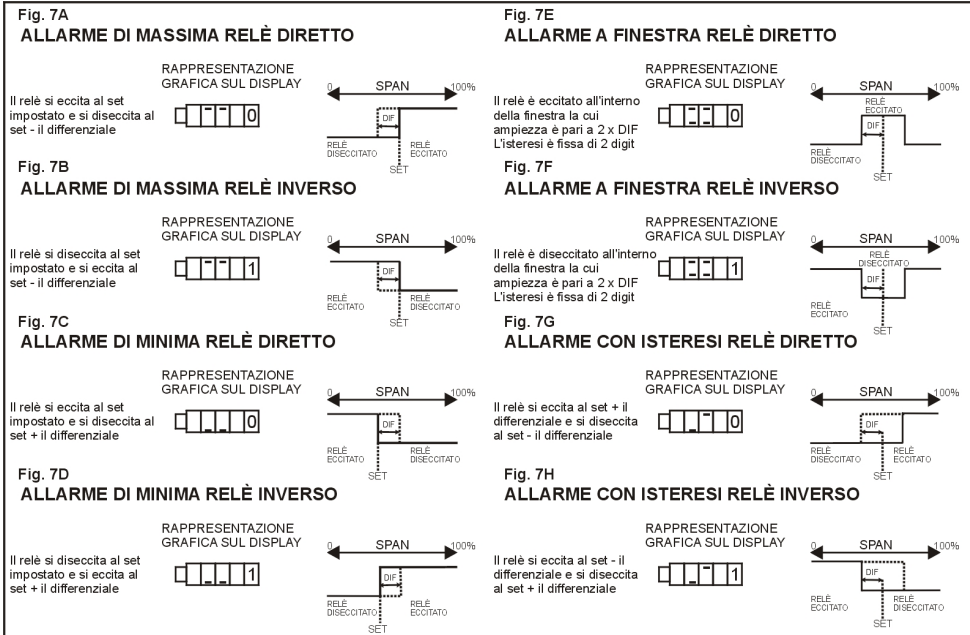 Fig. 7A
ALLARME DI MASSIMA RELÈ DIRETTO
RAPPRESENTAZIONE
GRAFICA SUL DISPLAY
Il relè si eccita al set
impostato e si diseccita al
set - il differenziale
0
0 SPAN 100%
DIF
RELÈ
DISECCITATO
RELÈ
ECCITATO
SET
Fig. 7B
ALLARME DI MASSIMA RELÈ INVERSO
RAPPRESENTAZIONE
GRAFICA SUL DISPLAY
Il relè si diseccita al set
impostato e si eccita al
set - il differenziale
1
0 SPAN 100%
DIF
RELÈ
ECCITATO
RELÈ
DISECCITATO
SET
Fig. 7C
ALLARME DI MINIMA RELÈ DIRETTO
RAPPRESENTAZIONE
GRAFICA SUL DISPLAY
Il relè si eccita al set
impostato e si diseccita al
set + il differenziale
0
0 SPAN 100%
DIF
RELÈ
ECCITATO
RELÈ
DISECCITATO
SET
Fig. 7D
ALLARME DI MINIMA RELÈ INVERSO
RAPPRESENTAZIONE
GRAFICA SUL DISPLAY
Il relè si diseccita al set
impostato e si eccita al
set + il differenziale
1
0 SPAN 100%
DIF
RELÈ
DISECCITATO
RELÈ
ECCITATO
SET
Fig. 7E
ALLARME A FINESTRA RELÈ DIRETTO
RAPPRESENTAZIONE
GRAFICA SUL DISPLAY
Il relè è eccitato all'interno
della finestra la cui
ampiezza è pari a 2 x DIF
L'isteresi è fissa di 2 digit
0
0 SPAN 100%
RELÈ
ECCITATO
DIF
RELÈ
DISECCITATO
SET
Fig. 7F
ALLARME A FINESTRA RELÈ INVERSO
RAPPRESENTAZIONE
GRAFICA SUL DISPLAY
Il relè è diseccitato all'interno
della finestra la cui
ampiezza è pari a 2 x DIF
L'isteresi è fissa di 2 digit
1
0 SPAN 100%
RELÈ
DISECCITATO
DIF
RELÈ
ECCITATO
SET
Fig. 7G
ALLARME CON ISTERESI RELÈ DIRETTO
RAPPRESENTAZIONE
GRAFICA SUL DISPLAY
Il relè si eccita al set + il
differenziale e si diseccita
al set - il differenziale
0
0 SPAN 100%
DIF
RELÈ
DISECCITATO
RELÈ
ECCITATO
SET
Fig. 7H
ALLARME CON ISTERESI RELÈ INVERSO
RAPPRESENTAZIONE
GRAFICA SUL DISPLAY
Il relè si eccita al set - il
differenziale e si diseccita
al set + il differenziale
1
0 SPAN 100%
DIF
RELÈ
ECCITATO
RELÈ
DISECCITATO
SET